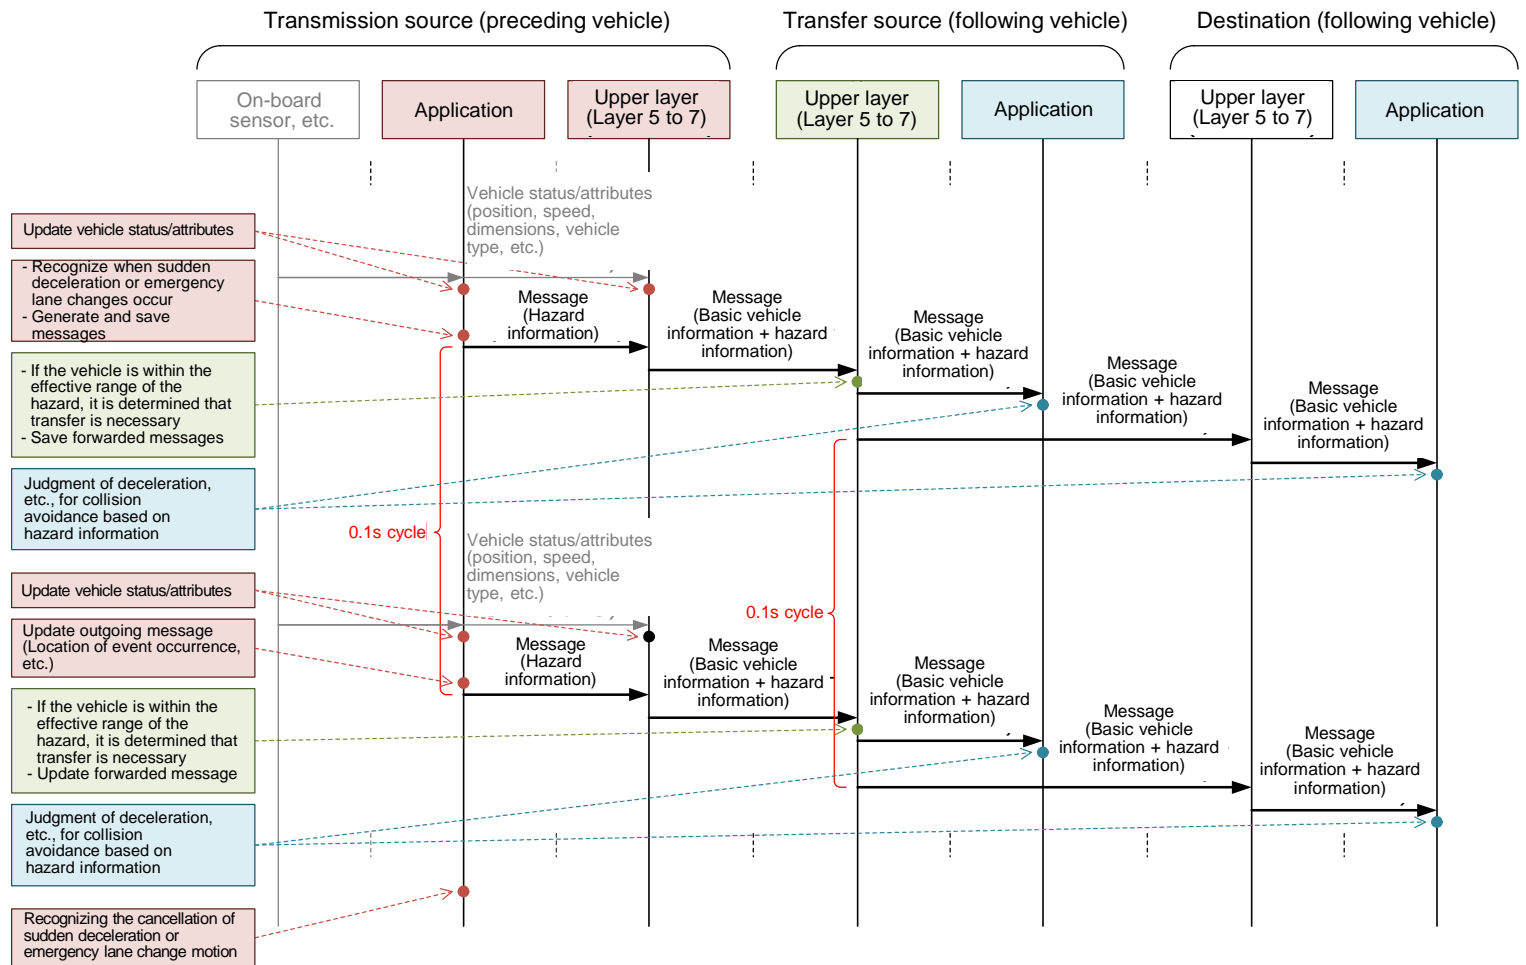 Transmission source (preceding vehicle)
Transfer source (following vehicle)
Destination (following vehicle)
On-board
sensor, etc.
Application
Upper layer
(Layer 5 to 7)
Upper layer
(Layer 5 to 7)
Application
Upper layer
(Layer 5 to 7)
Application
Vehicle status/attributes
(position, speed,
dimensions, vehicle
type, etc.)
Update vehicle status/attributes
- Recognize when sudden
deceleration or emergency
lane changes occur
- Generate and save
messages
Message
(Hazard
information)
Message
(Basic vehicle
information + hazard
information)
Message
(Basic vehicle
information + hazard
information)
Message
(Basic vehicle
information + hazard
information)
Message
(Basic vehicle
information + hazard
information)
- If the vehicle is within the
effective range of the
hazard, it is determined that
transfer is necessary
- Save forwarded messages
Judgment of deceleration,
etc., for collision
avoidance based on
hazard information
0.1s cycle
Vehicle status/attributes
(position, speed,
dimensions, vehicle
type, etc.)
Update vehicle status/attributes
0.1s cycle
Update outgoing message
(Location of event occurrence,
etc.)
Message
(Hazard
information)
Message
(Basic vehicle
information + hazard
information)
Message
(Basic vehicle
information + hazard
information)
Message
(Basic vehicle
information + hazard
information)
Message
(Basic vehicle
information + hazard
information)
- If the vehicle is within the
effective range of the
hazard, it is determined that
transfer is necessary
- Update forwarded message
Judgment of deceleration,
etc., for collision
avoidance based on
hazard information
Recognizing the cancellation of
sudden deceleration or
emergency lane change motion